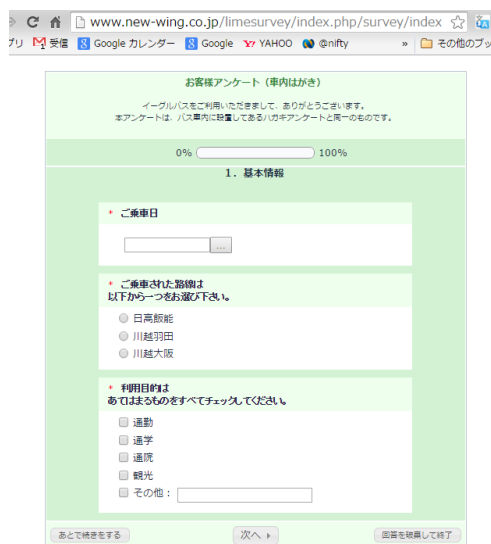 www.new-wing.co.jp/limesurvey/index.php/survey/index
プリ 受信 Google カレンダー Google YAHOO @nifty » その他のブッ
お客様アンケート（車内はがき）
イーグルバスをご利用いただきまして、ありがとうございます。
本アンケートは、バス車内に設置してあるハガキアンケートと同一のものです。
0% 100%
1. 基本情報
* ご乗車日
...
* ご乗車された路線は
以下から一つをお選び下さい。
日高飯能
川越羽田
川越大阪
* 利用目的は
あてはまるものをすべてチェックしてください。
通勤
通学
通院
観光
その他：
あとで続きをする 次へ 回答を破棄して終了